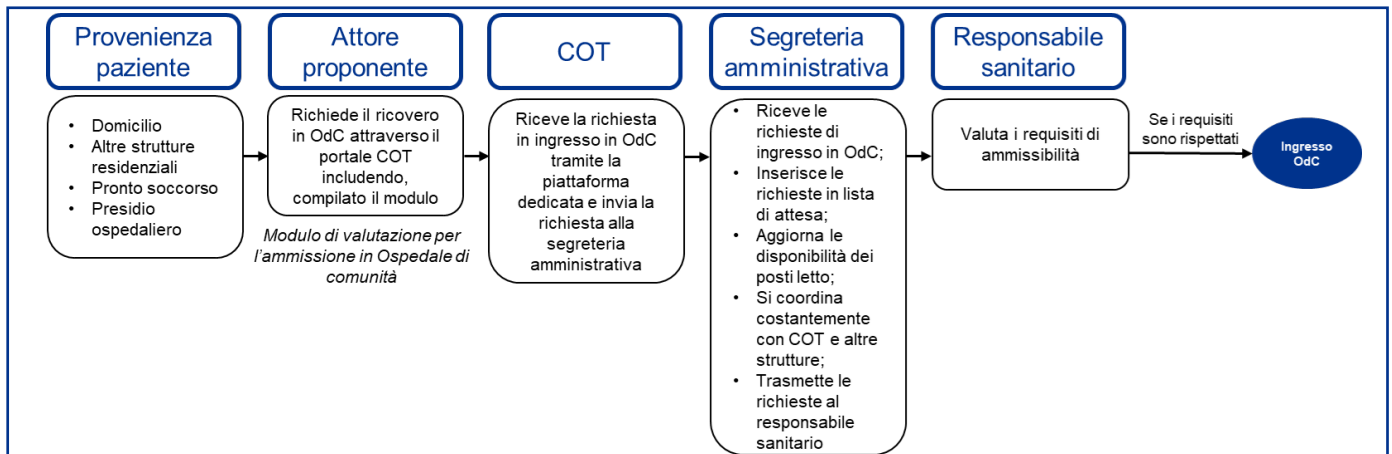 Provenienza
paziente
Attore
proponente
COT
Segreteria
amministrativa
Responsabile
sanitario
• Domicilio
• Altre strutture
residenziali
• Pronto soccorso
• Presidio
ospedaliero
Richiede il ricovero
in OdC attraverso il
portale COT
includendo,
compilato il modulo
Modulo di valutazione per
l’ammissione in Ospedale di
comunità
Riceve la richiesta
in ingresso in OdC
tramite la
piattaforma
dedicata e invia la
richiesta alla
segreteria
amministrativa
• Riceve le
richieste di
ingresso in OdC;
• Inserisce le
richieste in lista
di attesa;
• Aggiorna le
disponibilità dei
posti letto;
• Si coordina
costantemente
con COT e altre
strutture;
• Trasmette le
richieste al
responsabile
sanitario
Valuta i requisiti di
ammissibilità
Se i requisiti
sono rispettati
Ingresso
OdC